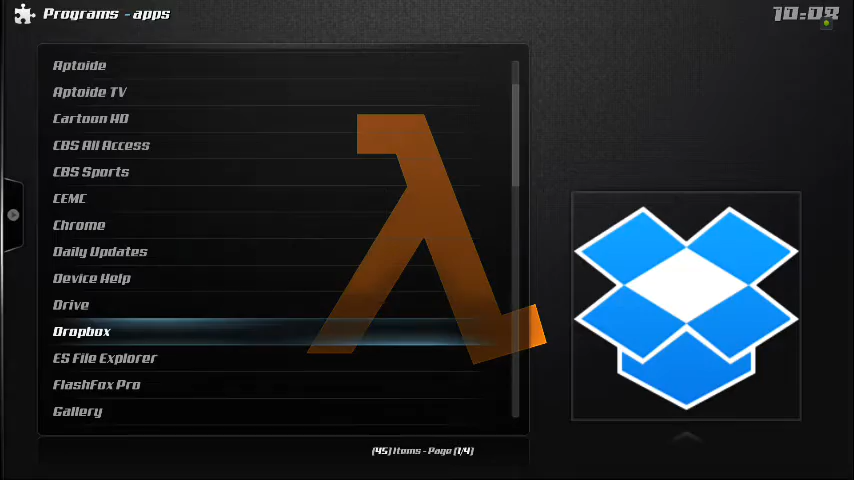 Programs - apps
10:08
Aptoide
Aptoide TV
Cartoon HD
CBS All Access
CBS Sports
CEMC
Chrome
Daily Updates
Device Help
Drive
Dropbox
ES File Explorer
FlashFox Pro
Gallery
(45) Items - Page (1/4)